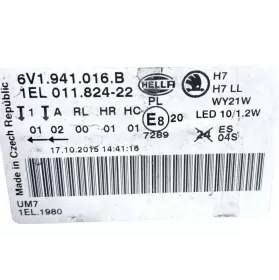 6V1.941.016.B
1EL 011.824-22
HELLA
H7
H7 LL
PL
WY21W
1 A RL HR HC
E8 20
LED 10/1.2W
01 02 00 01 01
7289
24 ES
04S
17.10.2015 14:41:16
Made in Czech Republic
UM7
1EL.1980